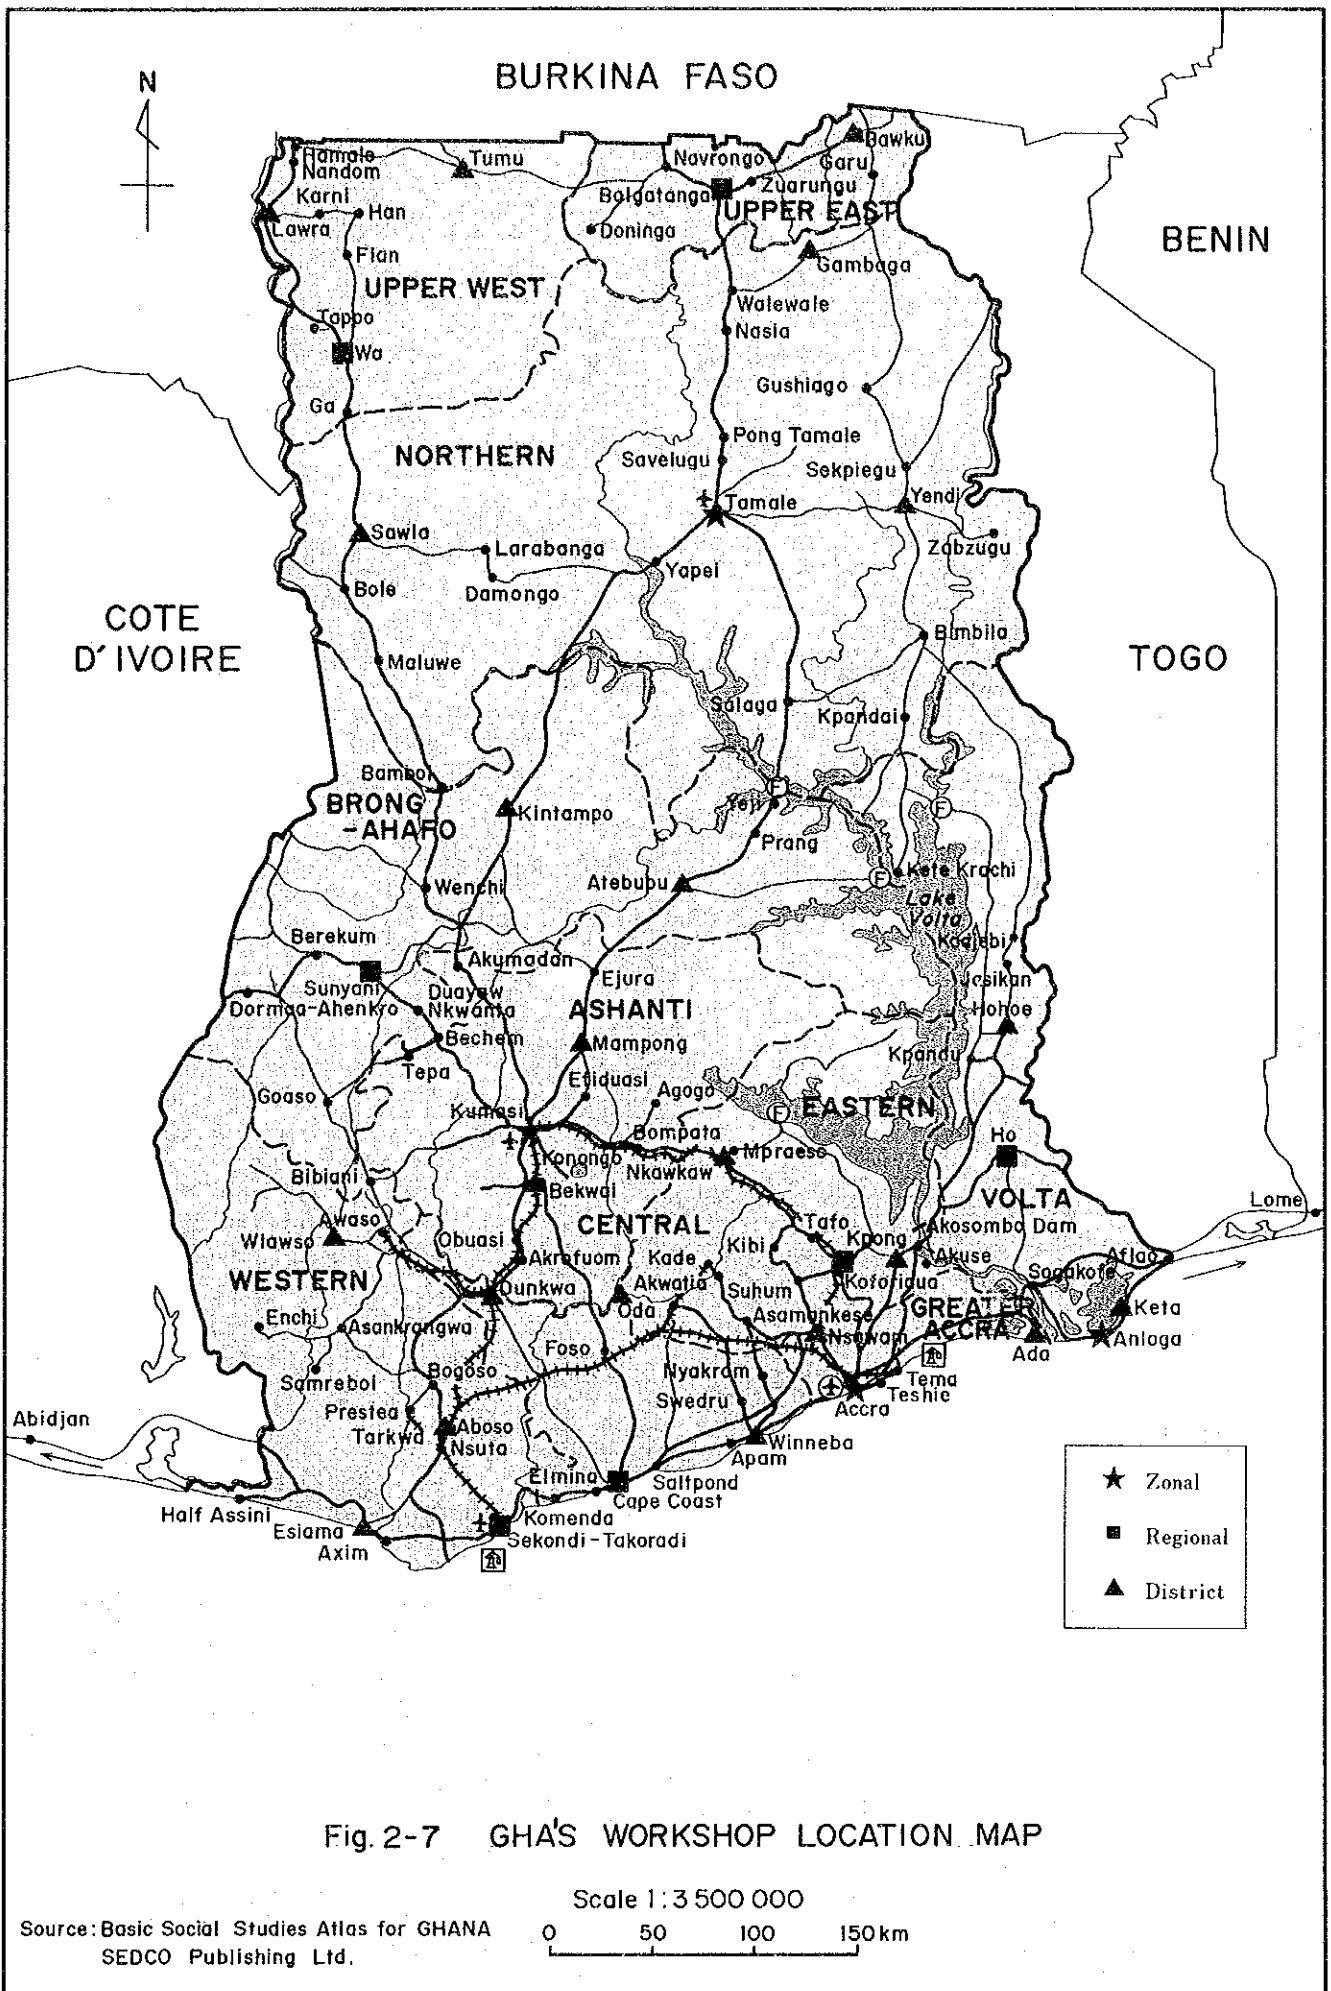 BURKINA FASO
N
Hamale
Nandom
Tumu
Navrongo
Bawku
Garu
Karni
Han
Bolgatanga
Zuarungu
UPPER EAST
Lawra
Doninga
BENIN
Fian
Gambaga
UPPER WEST
Walewale
Tappo
Nasia
Wa
Gushiago
Ga
Pong Tamale
NORTHERN
Savelugu
Sekpiegu
Tamale
Yendi
Sawla
Larabanga
Zabzugu
Yapei
Bole
Damongo
COTE
D'IVOIRE
Bimbila
Maluwe
TOGO
Salaga
Kpandai
Bamboi
F
Yeji
BRONG
-AHAFO
Kintampo
F
Prang
Wenchi
Atebubu
F
Kete Krachi
Lake
Volta
Berekum
Kadjebi
Akumadan
Ejura
Jasikan
Sunyani
Duayaw
Nkwanta
Dormaa-Ahenkro
ASHANTI
Hohoe
Bechem
Mampong
Kpandu
Tepa
Efiduasi
Goaso
Agogo
Kumasi
F
EASTERN
Bompata
Ho
Konongo
Nkawkaw
Mpraeso
Bibiani
Bekwai
VOLTA
Lome
Awaso
CENTRAL
Tafo
Akosombo Dam
Wiawso
Obuasi
Kibi
Kpong
Akrofuom
Kade
Akuse
Aflao
WESTERN
Akwatia
Suhum
Koforidua
Sogakofe
Dunkwa
Oda
GREATER
ACCRA
Keta
Enchi
Asankrangwa
Asamankese
Nsawam
Ada
Anloga
Foso
Samreboi
Bogoso
Nyakrom
Tema
Teshie
Prestea
Swedru
Accra
Abidjan
Tarkwa
Aboso
Nsuta
Winneba
Apam
Elmina
Saltpond
Half Assini
Cape Coast
Esiama
Komenda
Axim
Sekondi-Takoradi
Zonal
Regional
District
Fig. 2-7 GHA'S WORKSHOP LOCATION MAP
Scale 1:3 500 000
Source: Basic Social Studies Atlas for GHANA
SEDCO Publishing Ltd.
0 50 100 150 km